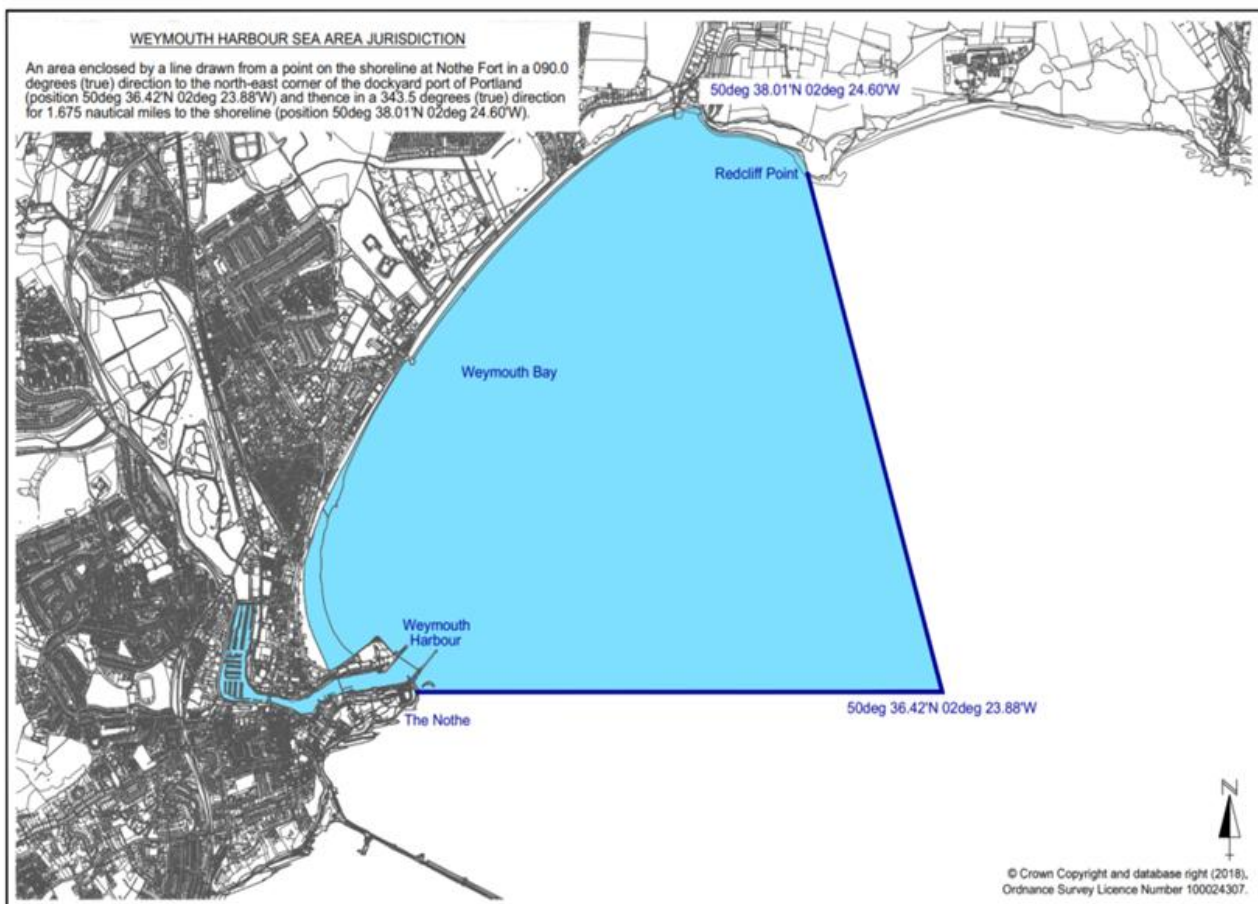 WEYMOUTH HARBOUR SEA AREA JURISDICTION
An area enclosed by a line drawn from a point on the shoreline at Nothe Fort in a 090.0
degrees (true) direction to the north-east corner of the dockyard port of Portland
(position 50deg 36.42'N 02deg 23.88'W) and thence in a 343.5 degrees (true) direction
for 1.675 nautical miles to the shoreline (position 50deg 38.01'N 02deg 24.60'W).
50deg 38.01'N 02deg 24.60'W
Redcliff Point
Weymouth Bay
Weymouth
Harbour
The Nothe
50deg 36.42'N 02deg 23.88'W
N
© Crown Copyright and database right (2018),
Ordnance Survey Licence Number 100024307.